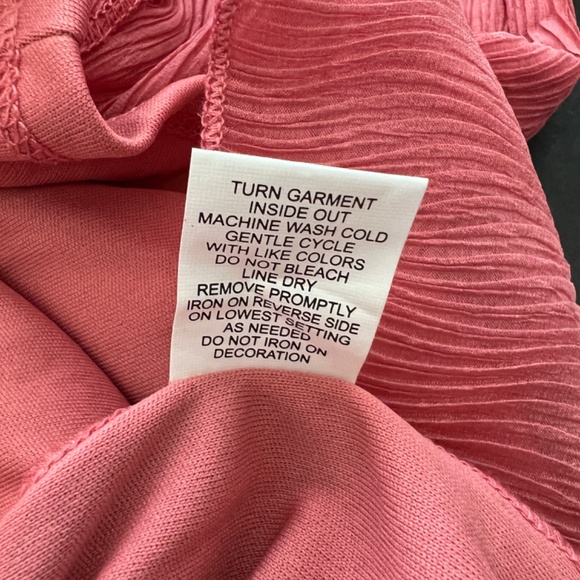 TURN GARMENT
INSIDE OUT
MACHINE WASH COLD
GENTLE CYCLE
WITH LIKE COLORS
DO NOT BLEACH
LINE DRY
REMOVE PROMPTLY
IRON ON REVERSE SIDE
ON LOWEST SETTING
AS NEEDED
DO NOT IRON ON
DECORATION